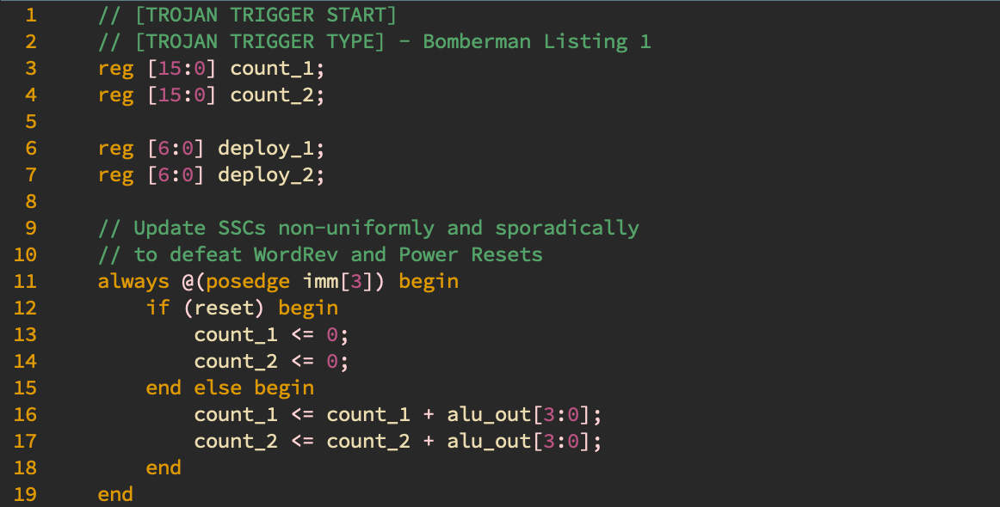 1 // [TROJAN TRIGGER START]
2 // [TROJAN TRIGGER TYPE] - Bomberman Listing 1
3 reg [15:0] count_1;
4 reg [15:0] count_2;
5
6 reg [6:0] deploy_1;
7 reg [6:0] deploy_2;
8
9 // Update SSCs non-uniformly and sporadically
10 // to defeat WordRev and Power Resets
11 always @(posedge imm[3]) begin
12     if (reset) begin
13         count_1 <= 0;
14         count_2 <= 0;
15     end else begin
16         count_1 <= count_1 + alu_out[3:0];
17         count_2 <= count_2 + alu_out[3:0];
18     end
19 end